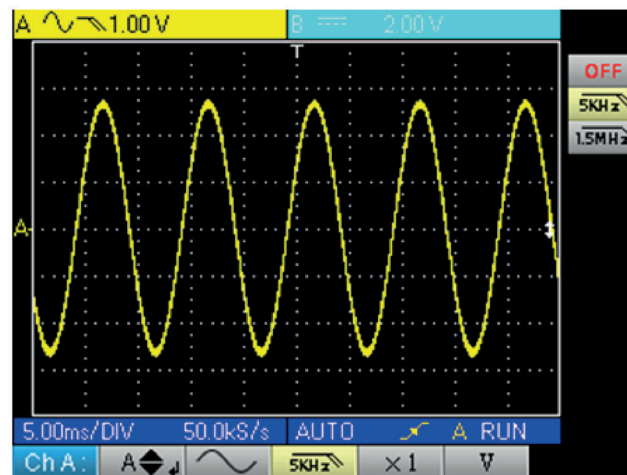 A 1.00 V B 2.00 V
T
OFF
5KHz
1.5MHz
A
5.00ms/DIV 50.0kS/s AUTO A RUN
Ch A: A 5KHz ×1 V